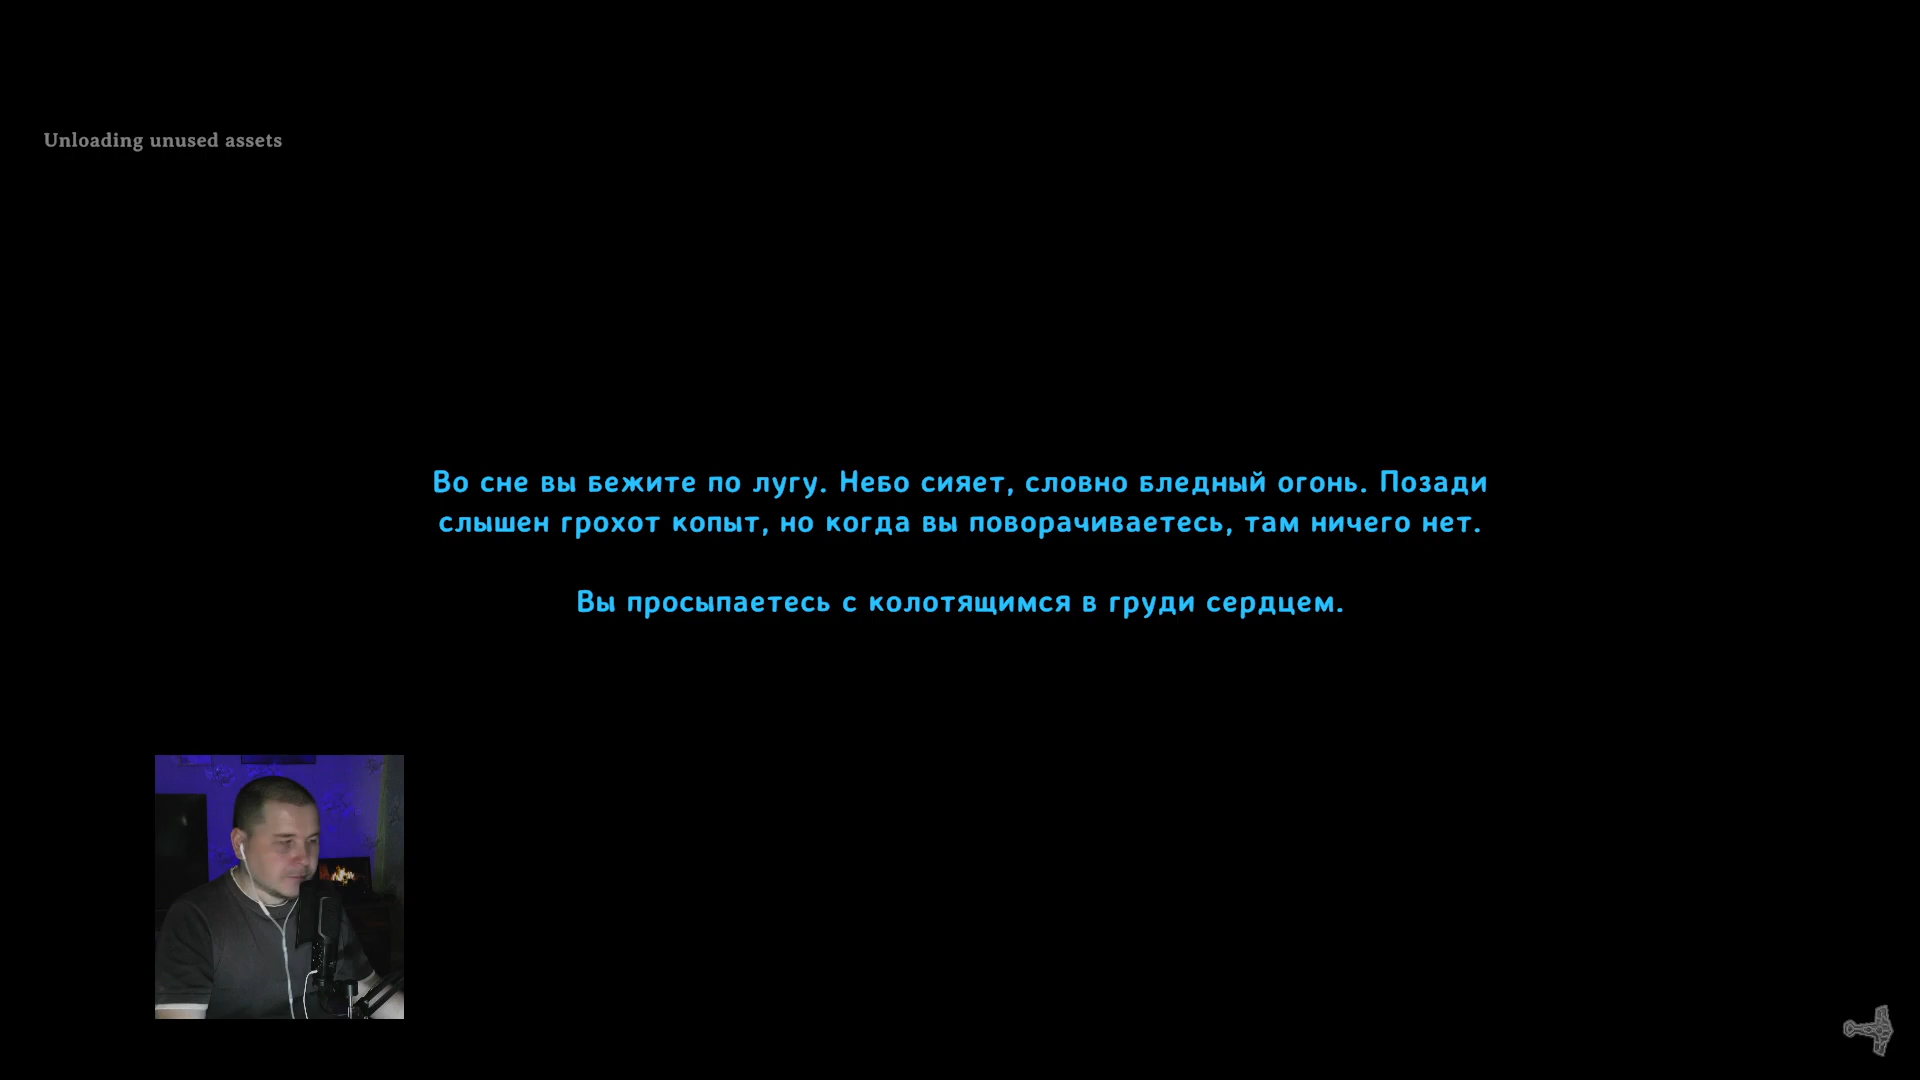 Unloading unused assets
Во сне вы бежите по лугу. Небо сияет, словно бледный огонь. Позади
слышен грохот копыт, но когда вы поворачиваетесь, там ничего нет.
Вы просыпаетесь с колотящимся в груди сердцем.